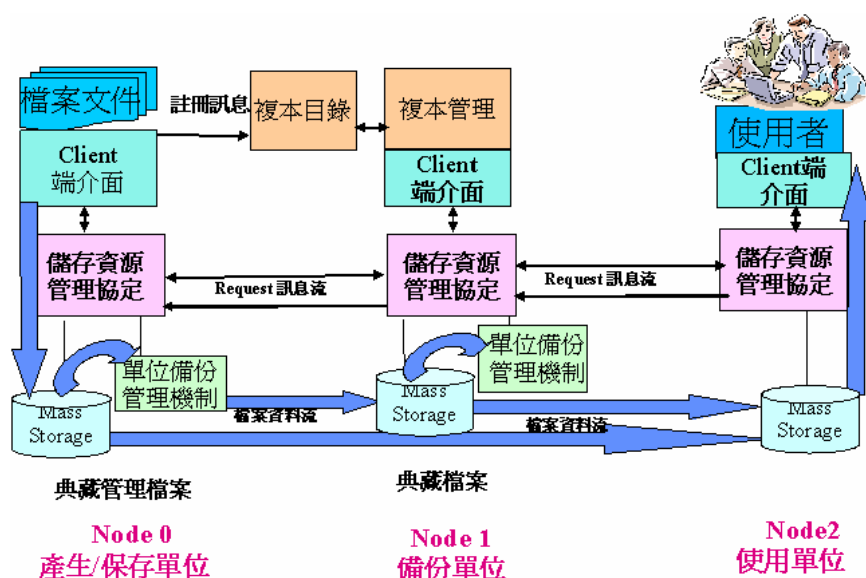 檔案文件
註冊訊息
複本目錄
複本管理
使用者
Client
端介面
Client
端介面
Client端
介面
儲存資源
管理協定
Request 訊息流
儲存資源
管理協定
Request 訊息流
儲存資源
管理協定
單位備份
管理機制
單位備份
管理機制
Mass
Storage
檔案資料流
Mass
Storage
檔案資料流
Mass
Storage
典藏管理檔案
典藏檔案
Node 0
產生/保存單位
Node 1
備份單位
Node2
使用單位